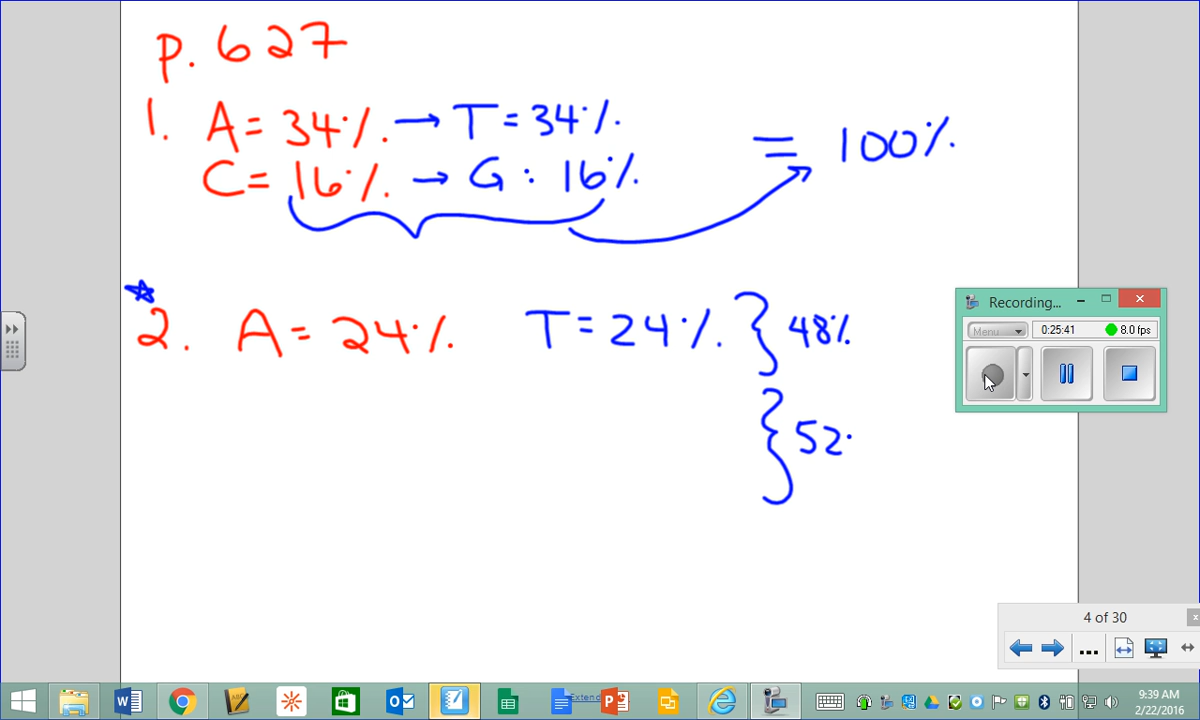 p. 627
1. A = 34% → T = 34%
C = 16% → G : 16%
= 100%
2. A = 24% T = 24% } 48%
} 52.
Recording...
Menu
0:25:41
8.0 fps
4 of 30
Extend
9:39 AM
2/22/2016